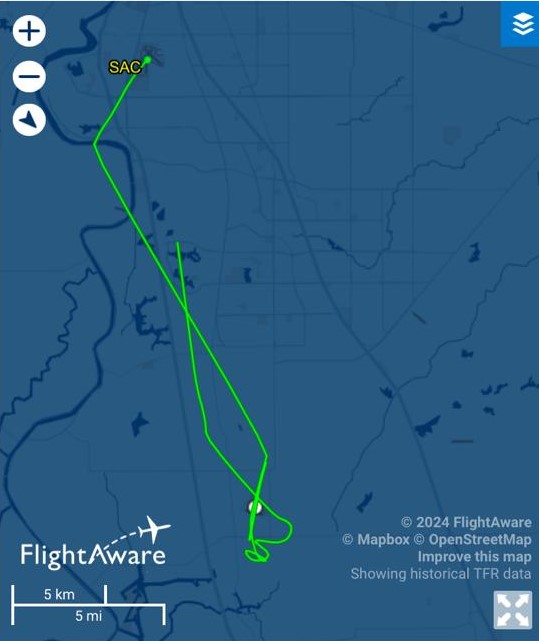 SAC
© 2024 FlightAware
© Mapbox © OpenStreetMap
Improve this map
Showing historical TFR data
FlightAware
5 km
5 mi